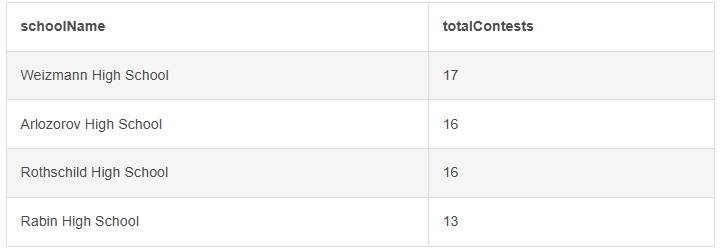 schoolName totalContests
Weizmann High School 17
Arlozorov High School 16
Rothschild High School 16
Rabin High School 13